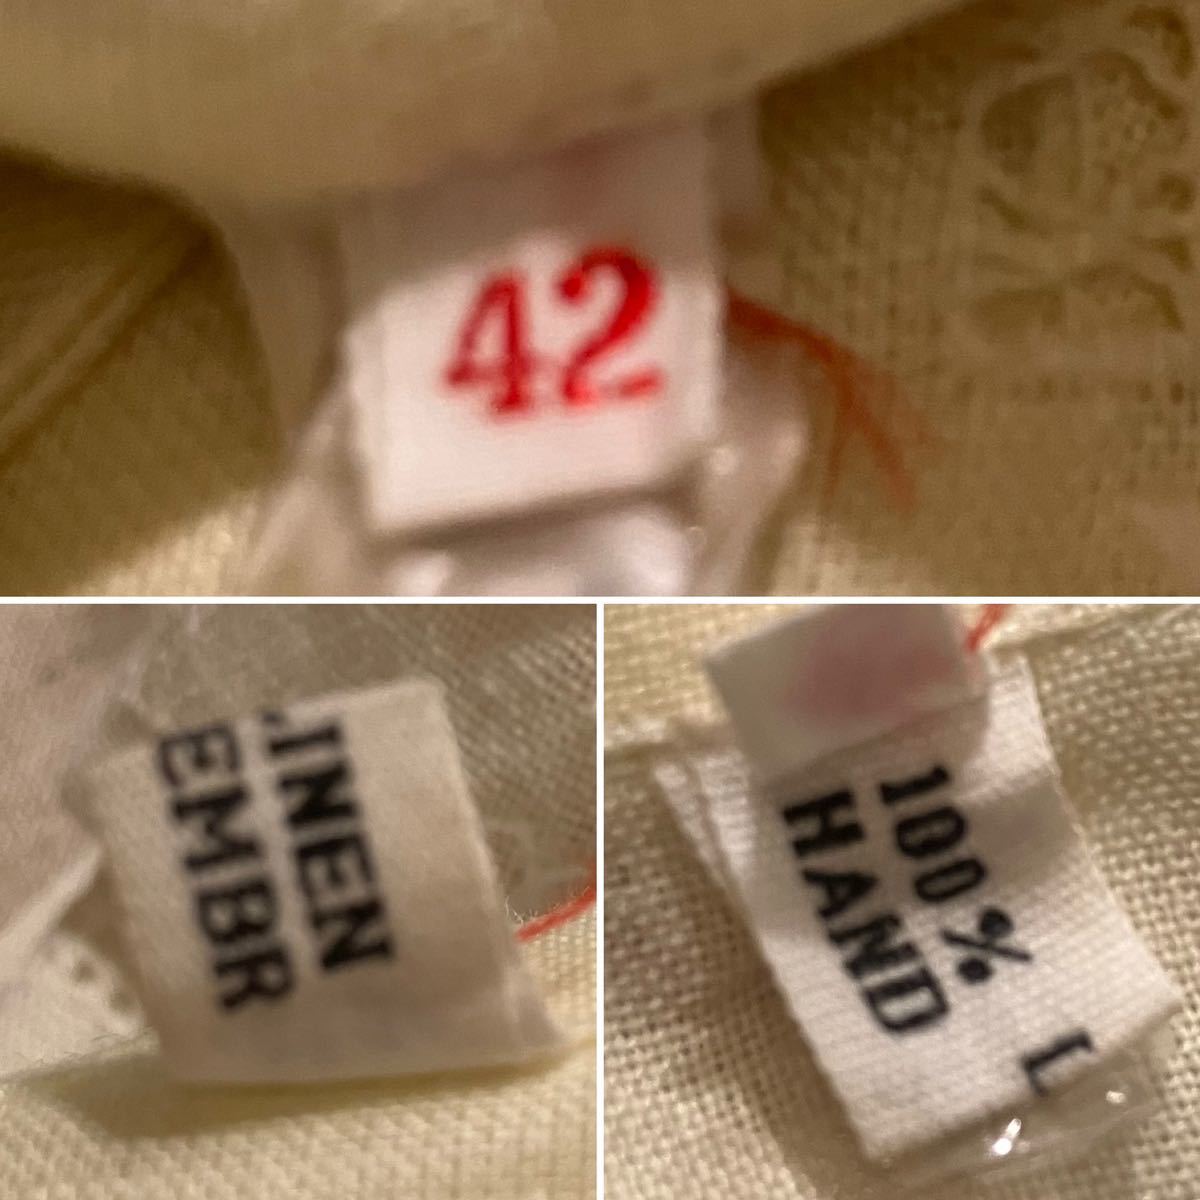 42
.INEN
EMBR
100% L
HAND